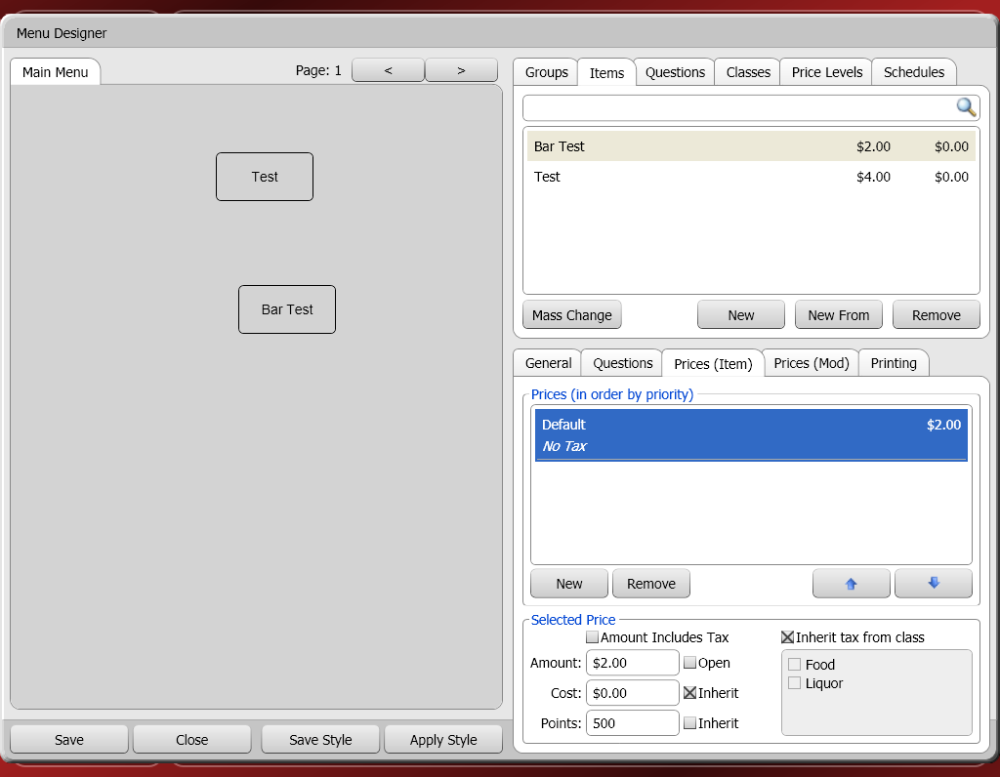 Menu Designer
Main Menu
Page: 1 < >
Test
Bar Test
Save Close Save Style Apply Style
Groups Items Questions Classes Price Levels Schedules
Bar Test $2.00 $0.00
Test $4.00 $0.00
Mass Change New New From Remove
General Questions Prices (Item) Prices (Mod) Printing
Prices (in order by priority)
Default $2.00
No Tax
New Remove
Selected Price
Amount Includes Tax Inherit tax from class
Amount: $2.00 Open Food
Liquor
Cost: $0.00 Inherit
Points: 500 Inherit